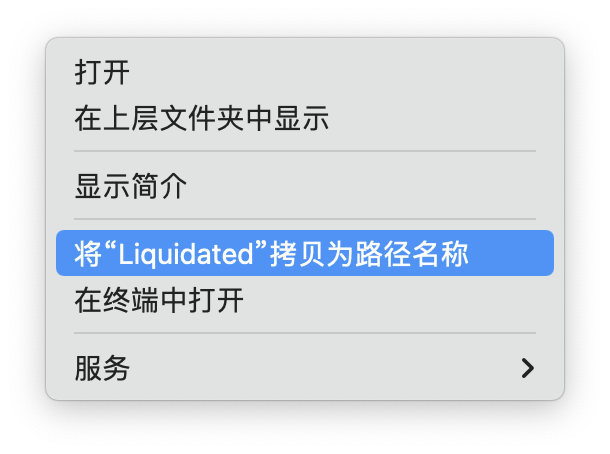 打开
在上层文件夹中显示
显示简介
将“Liquidated”拷贝为路径名称
在终端中打开
服务